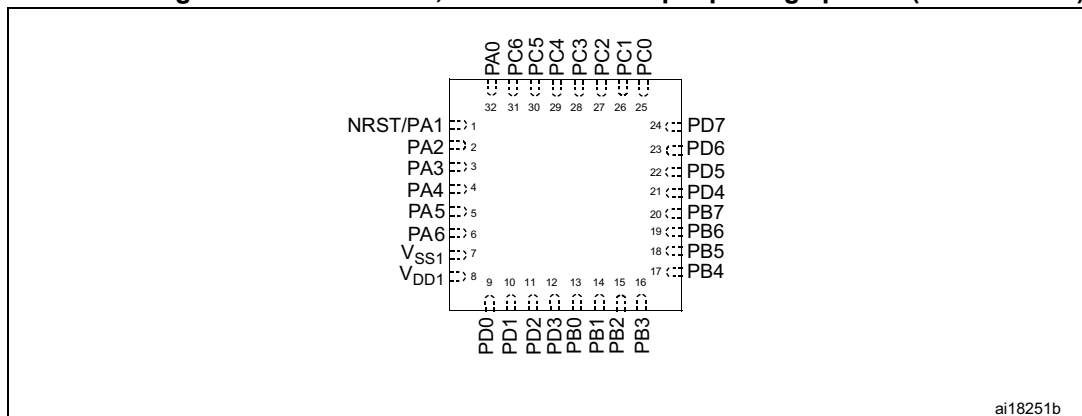 PA0 PC6 PC5 PC4 PC3 PC2 PC1 PC0
32 31 30 29 28 27 26 25
NRST/PA1 1
PA2 2
PA3 3
PA4 4
PA5 5
PA6 6
VSS1 7
VDD1 8
24 PD7
23 PD6
22 PD5
21 PD4
20 PB7
19 PB6
18 PB5
17 PB4
9 10 11 12 13 14 15 16
PD0 PD1 PD2 PD3 PB0 PB1 PB2 PB3
ai18251b